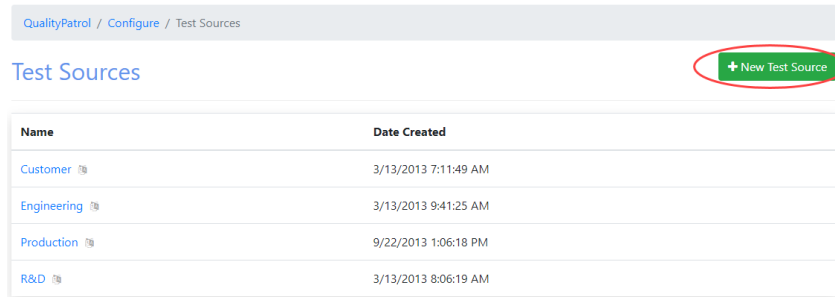 QualityPatrol / Configure / Test Sources
Test Sources
+ New Test Source
Name Date Created
Customer 3/13/2013 7:11:49 AM
Engineering 3/13/2013 9:41:25 AM
Production 9/22/2013 1:06:18 PM
R&D 3/13/2013 8:06:19 AM